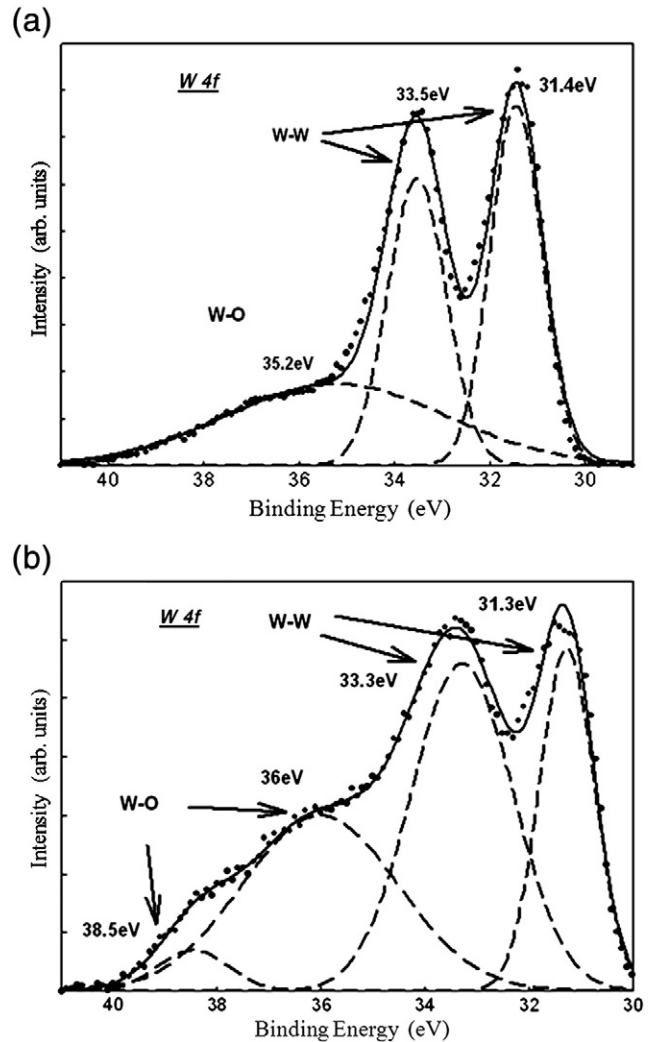 (a)
W 4f
33.5eV
31.4eV
W-W
W-O
35.2eV
Intensity (arb. units)
40 38 36 34 32 30
Binding Energy (eV)
(b)
W 4f
W-W
31.3eV
33.3eV
36eV
W-O
38.5eV
Intensity (arb. units)
40 38 36 34 33 31 30
Binding Energy (eV)